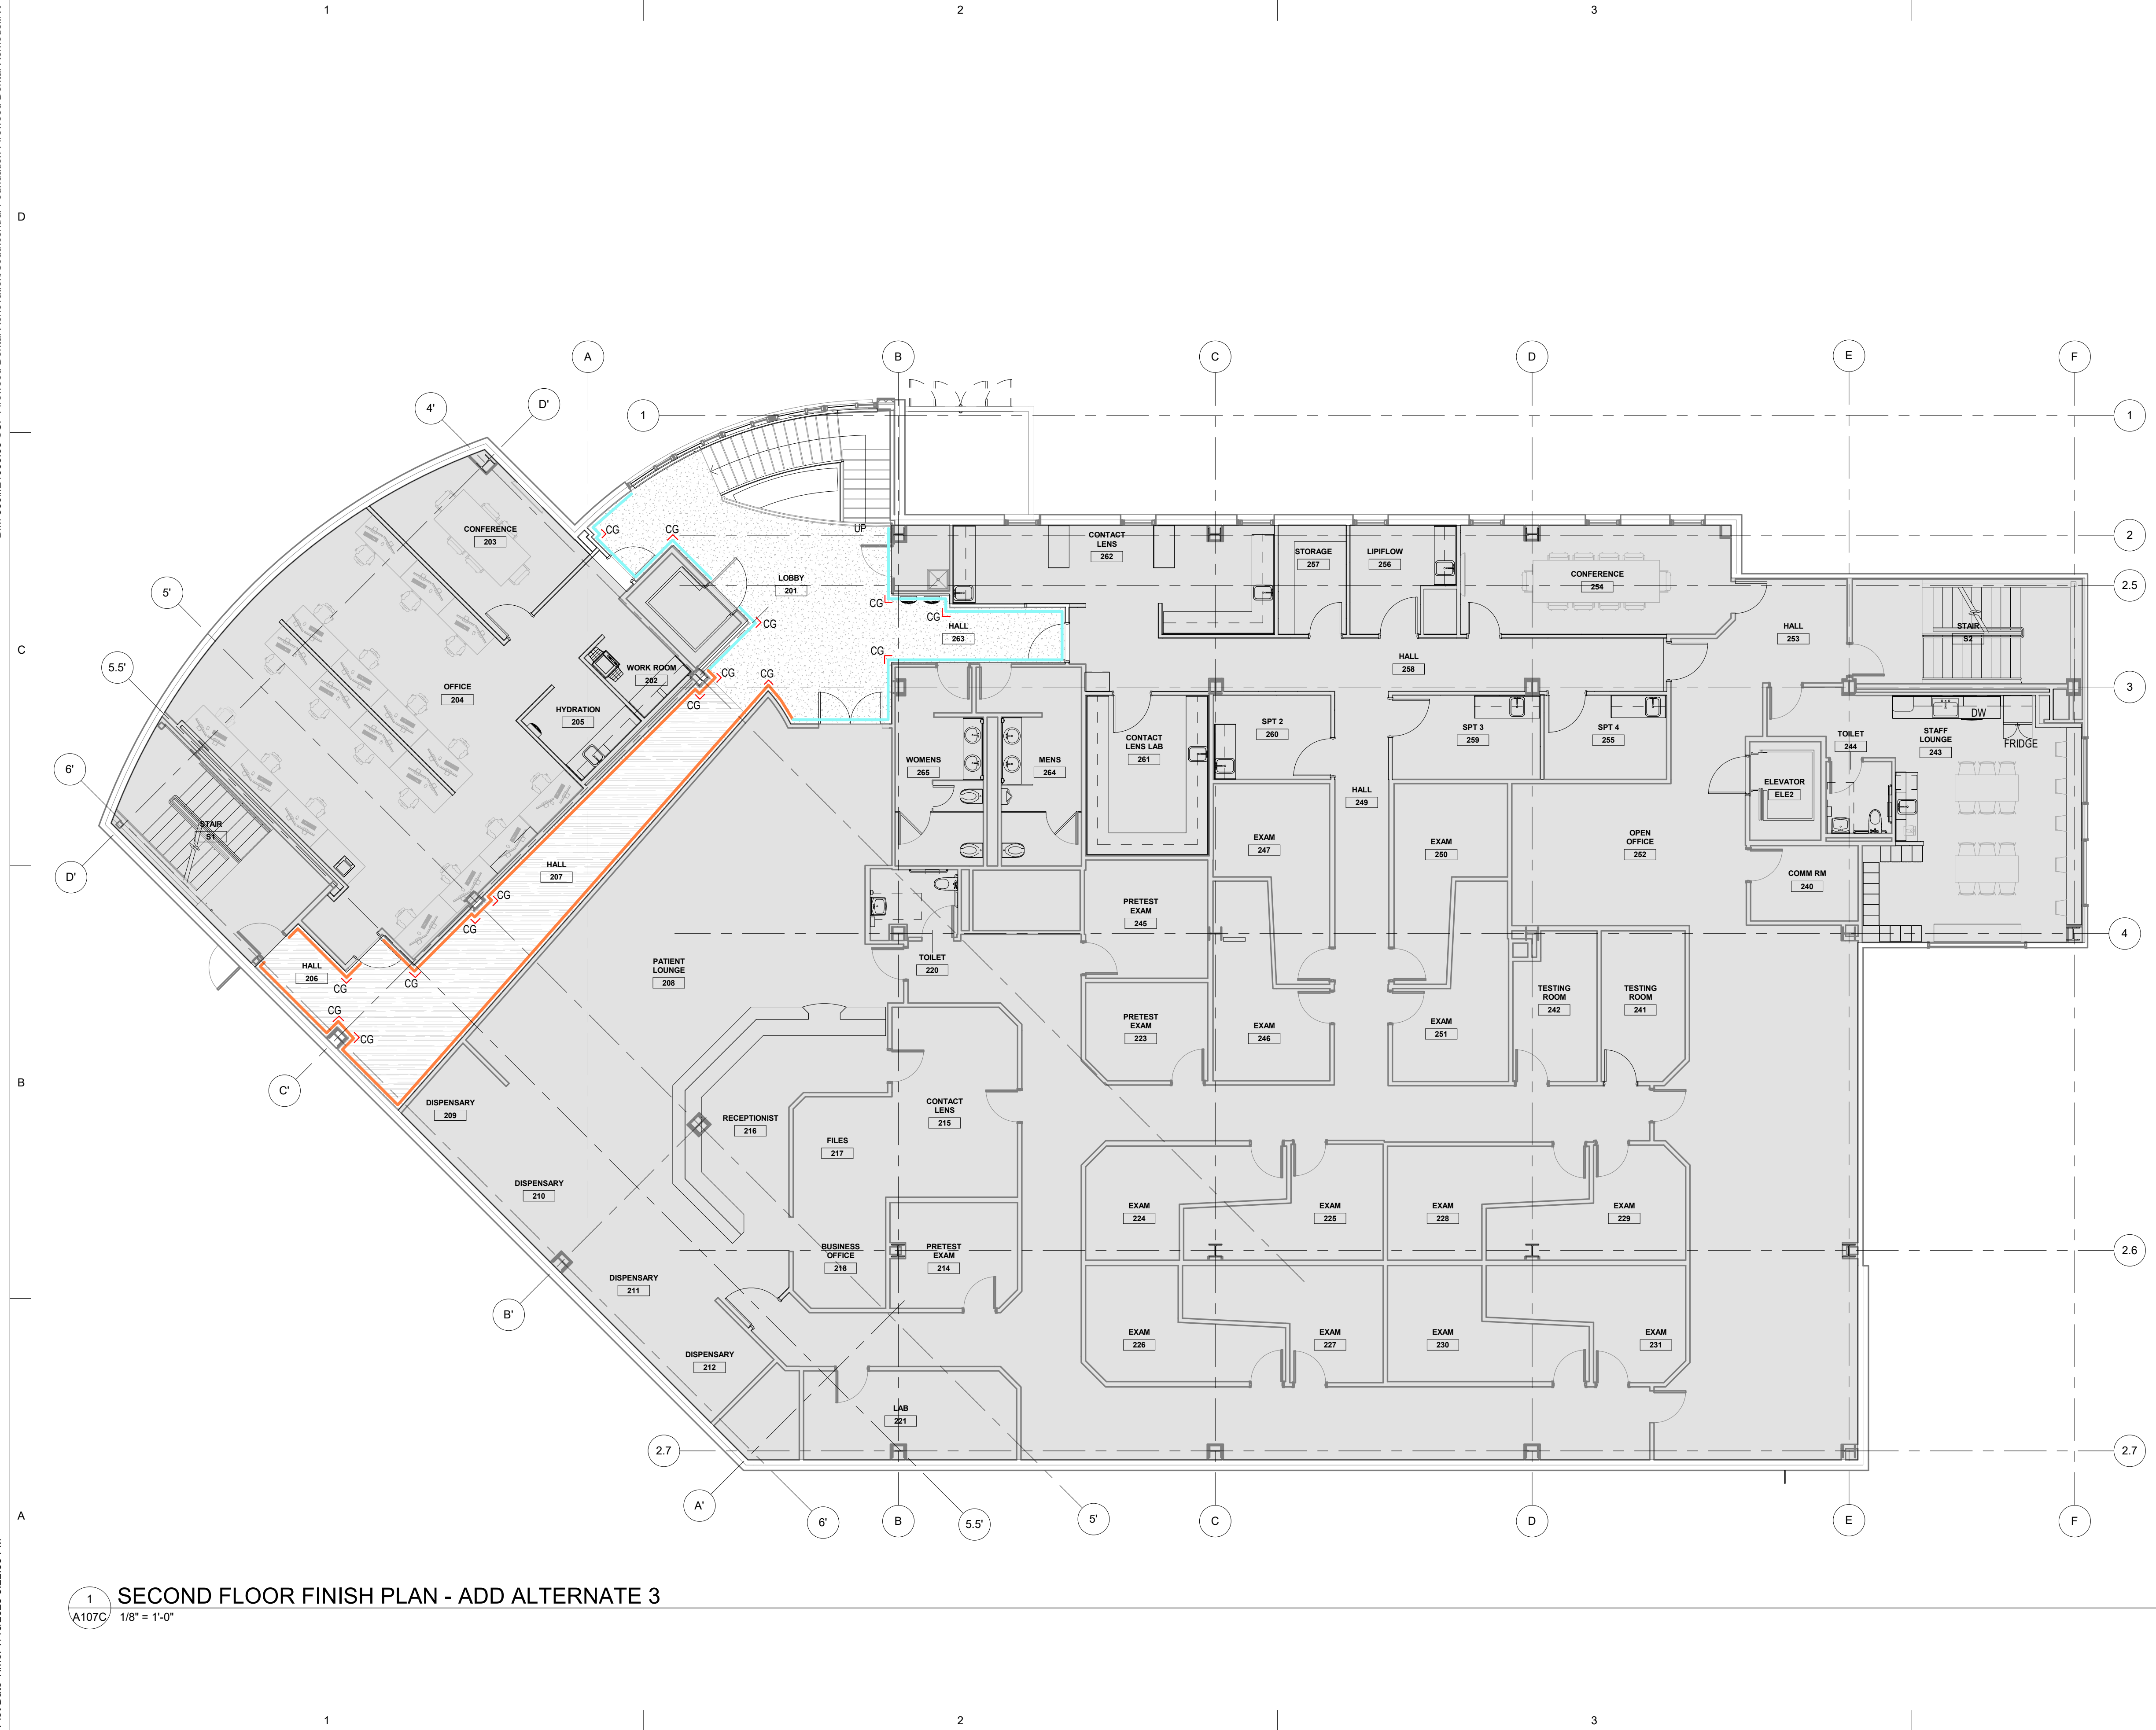 1
2
3
D
C
B
A
A
B
C
D
E
F
4'
D'
1
1
5'
2
2.5
5.5'
3
6'
D'
4
C'
B'
2.6
2.7
2.7
A'
6'
B
5.5'
5'
C
D
E
F
CONFERENCE
203
CG
CG
UP
LOBBY
201
CG
CG
CG
HALL
263
CG
CG
CG
CG
CONTACT
LENS
262
STORAGE
257
LIPIFLOW
256
CONFERENCE
254
HALL
253
STAIR
S2
HALL
258
WORK ROOM
202
OFFICE
204
HYDRATION
205
WOMENS
265
MENS
264
CONTACT
LENS LAB
261
SPT 2
260
SPT 3
259
SPT 4
255
TOILET
244
STAFF
LOUNGE
243
DW
FRIDGE
ELEVATOR
ELE2
HALL
249
STAIR
S1
HALL
207
EXAM
247
EXAM
250
OPEN
OFFICE
252
COMM RM
240
CG
CG
PRETEST
EXAM
245
HALL
206
CG
CG
PATIENT
LOUNGE
208
TOILET
220
CG
CG
PRETEST
EXAM
223
EXAM
246
EXAM
251
TESTING
ROOM
242
TESTING
ROOM
241
DISPENSARY
209
RECEPTIONIST
216
CONTACT
LENS
215
FILES
217
DISPENSARY
210
EXAM
224
EXAM
225
EXAM
228
EXAM
229
BUSINESS
OFFICE
218
PRETEST
EXAM
214
DISPENSARY
211
DISPENSARY
212
EXAM
226
EXAM
227
EXAM
230
EXAM
231
LAB
221
1
A107C
SECOND FLOOR FINISH PLAN - ADD ALTERNATE 3
1/8" = 1'-0"
1
2
3